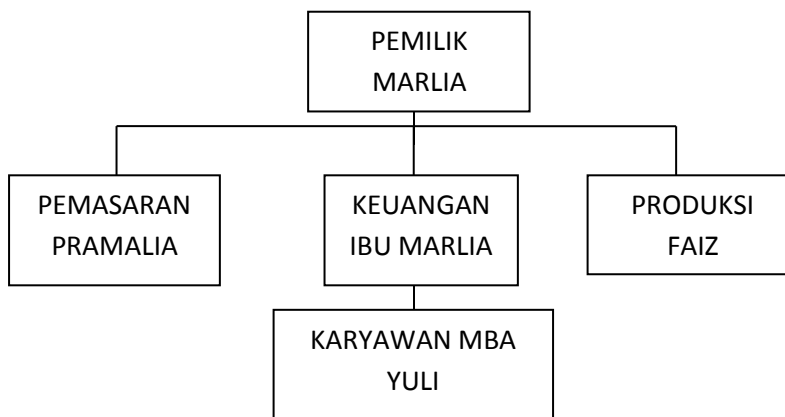 PEMILIK
MARLIA
PEMASARAN
PRAMALIA
KEUANGAN
IBU MARLIA
PRODUKSI
FAIZ
KARYAWAN MBA
YULI